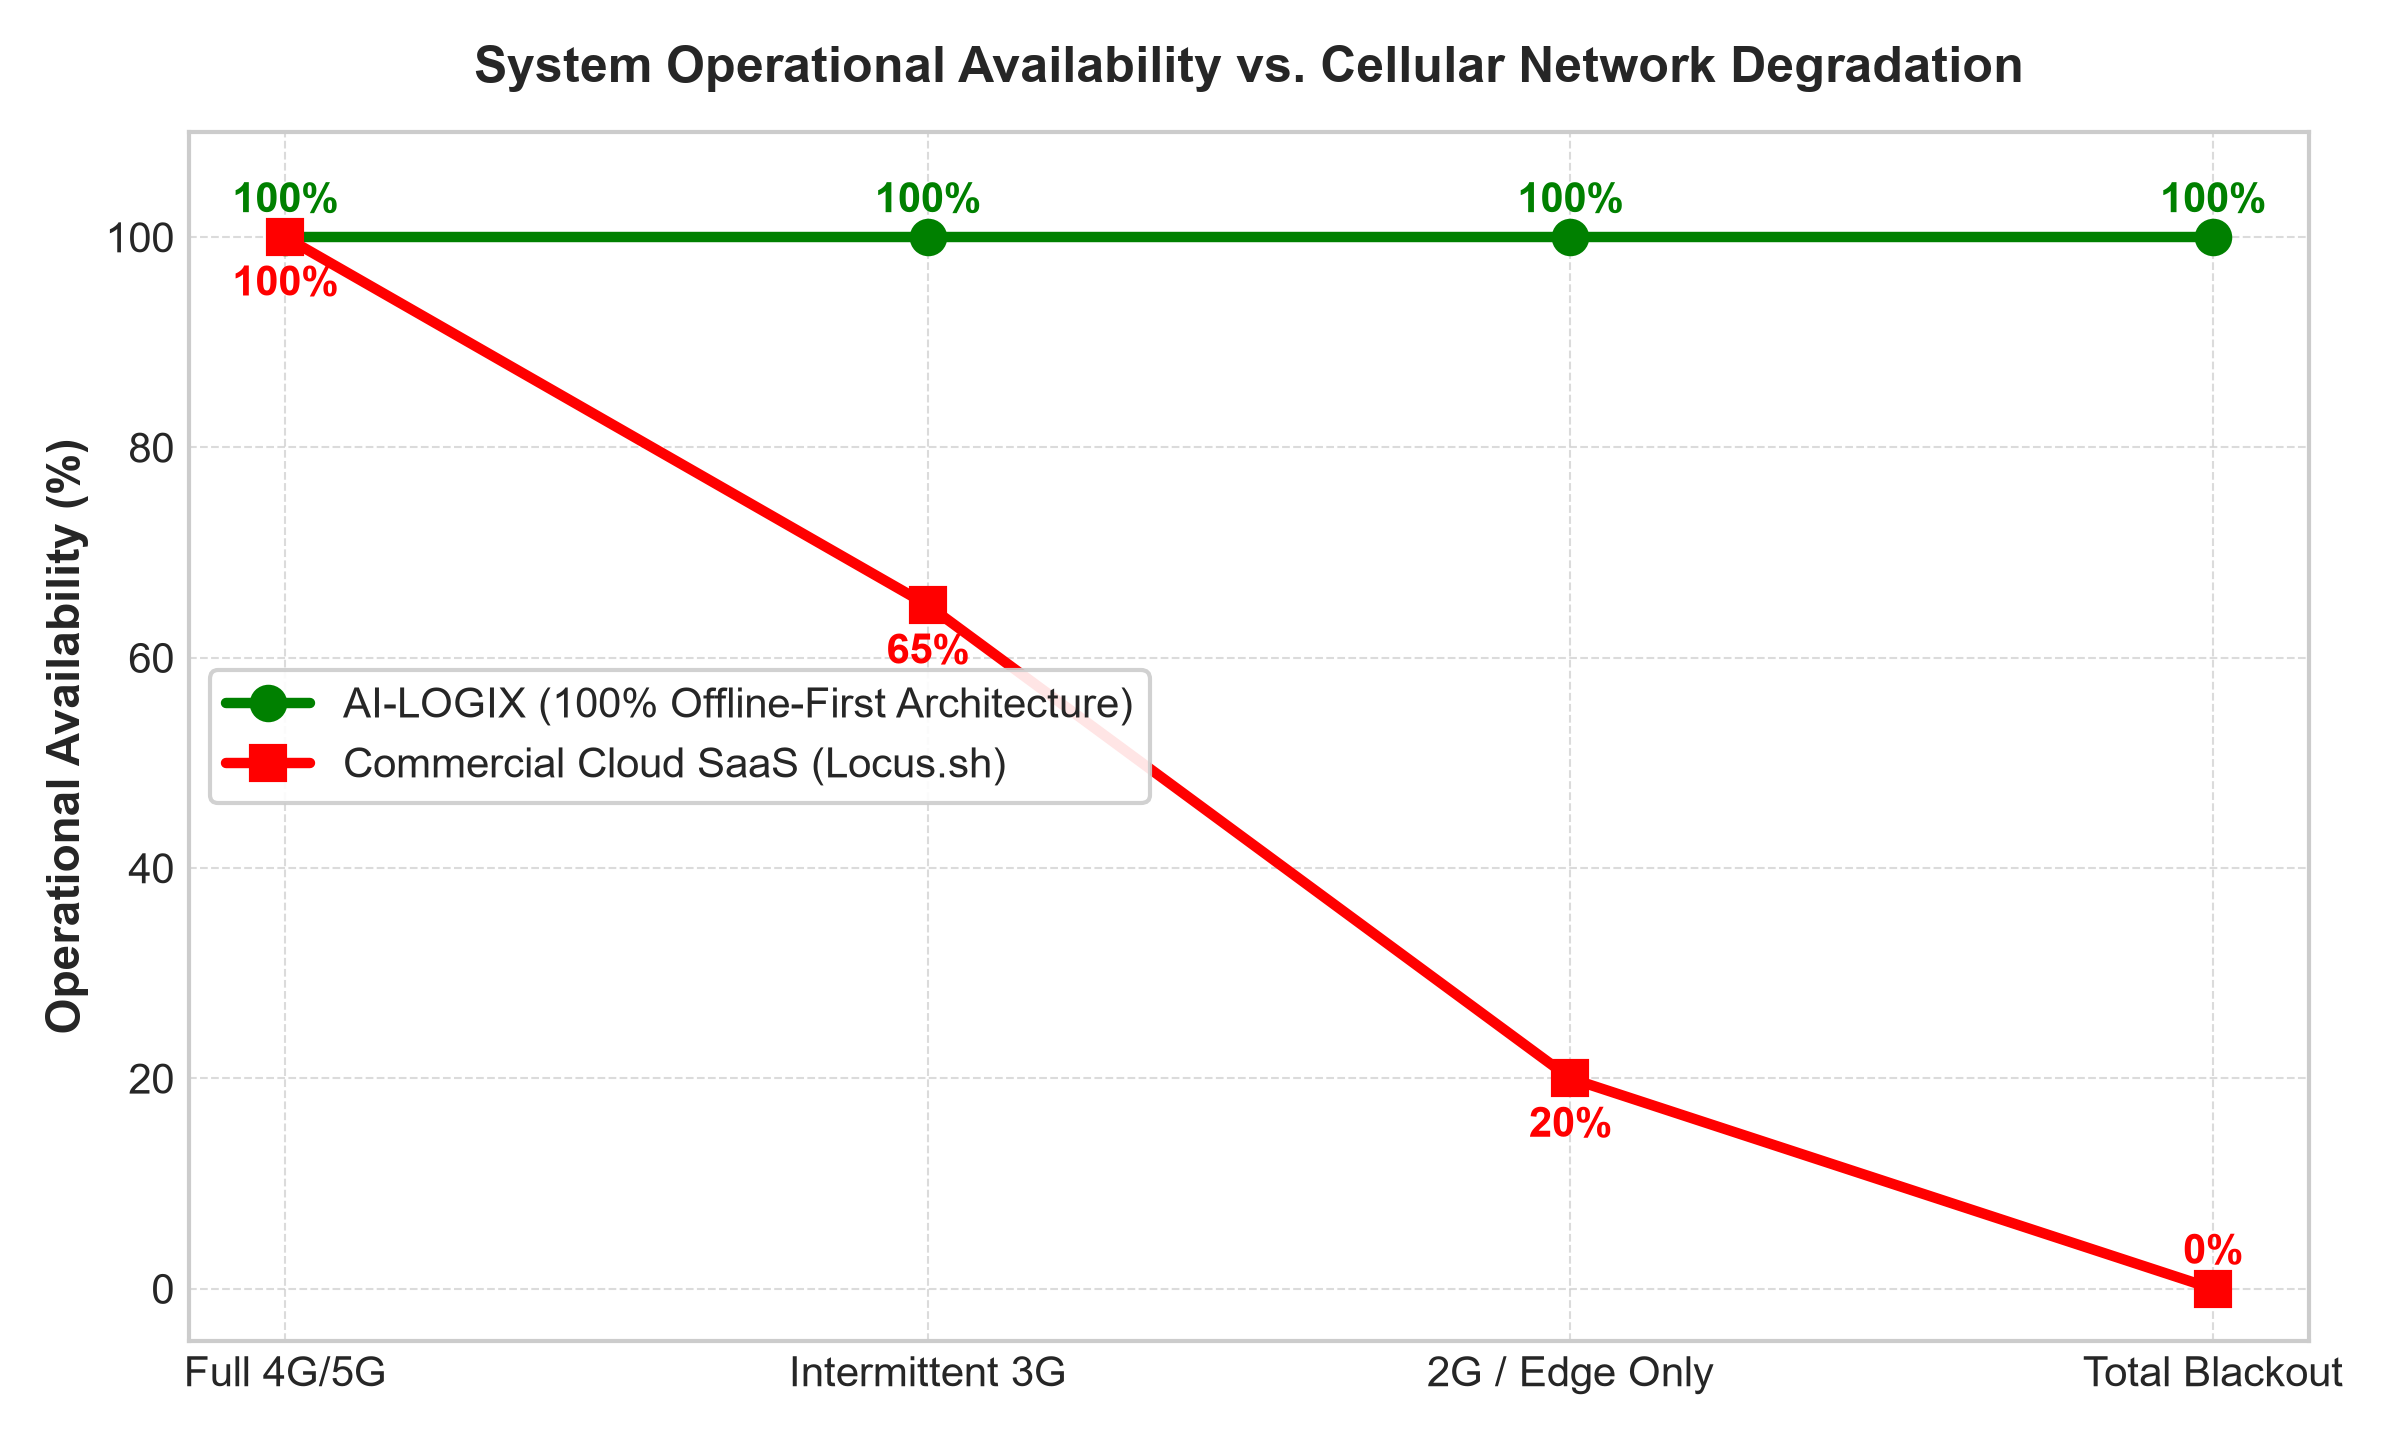 System Operational Availability vs. Cellular Network Degradation
Operational Availability (%)
100
80
60
40
20
0
100%
100%
100%
100%
100%
65%
20%
0%
AI-LOGIX (100% Offline-First Architecture)
Commercial Cloud SaaS (Locus.sh)
Full 4G/5G
Intermittent 3G
2G / Edge Only
Total Blackout